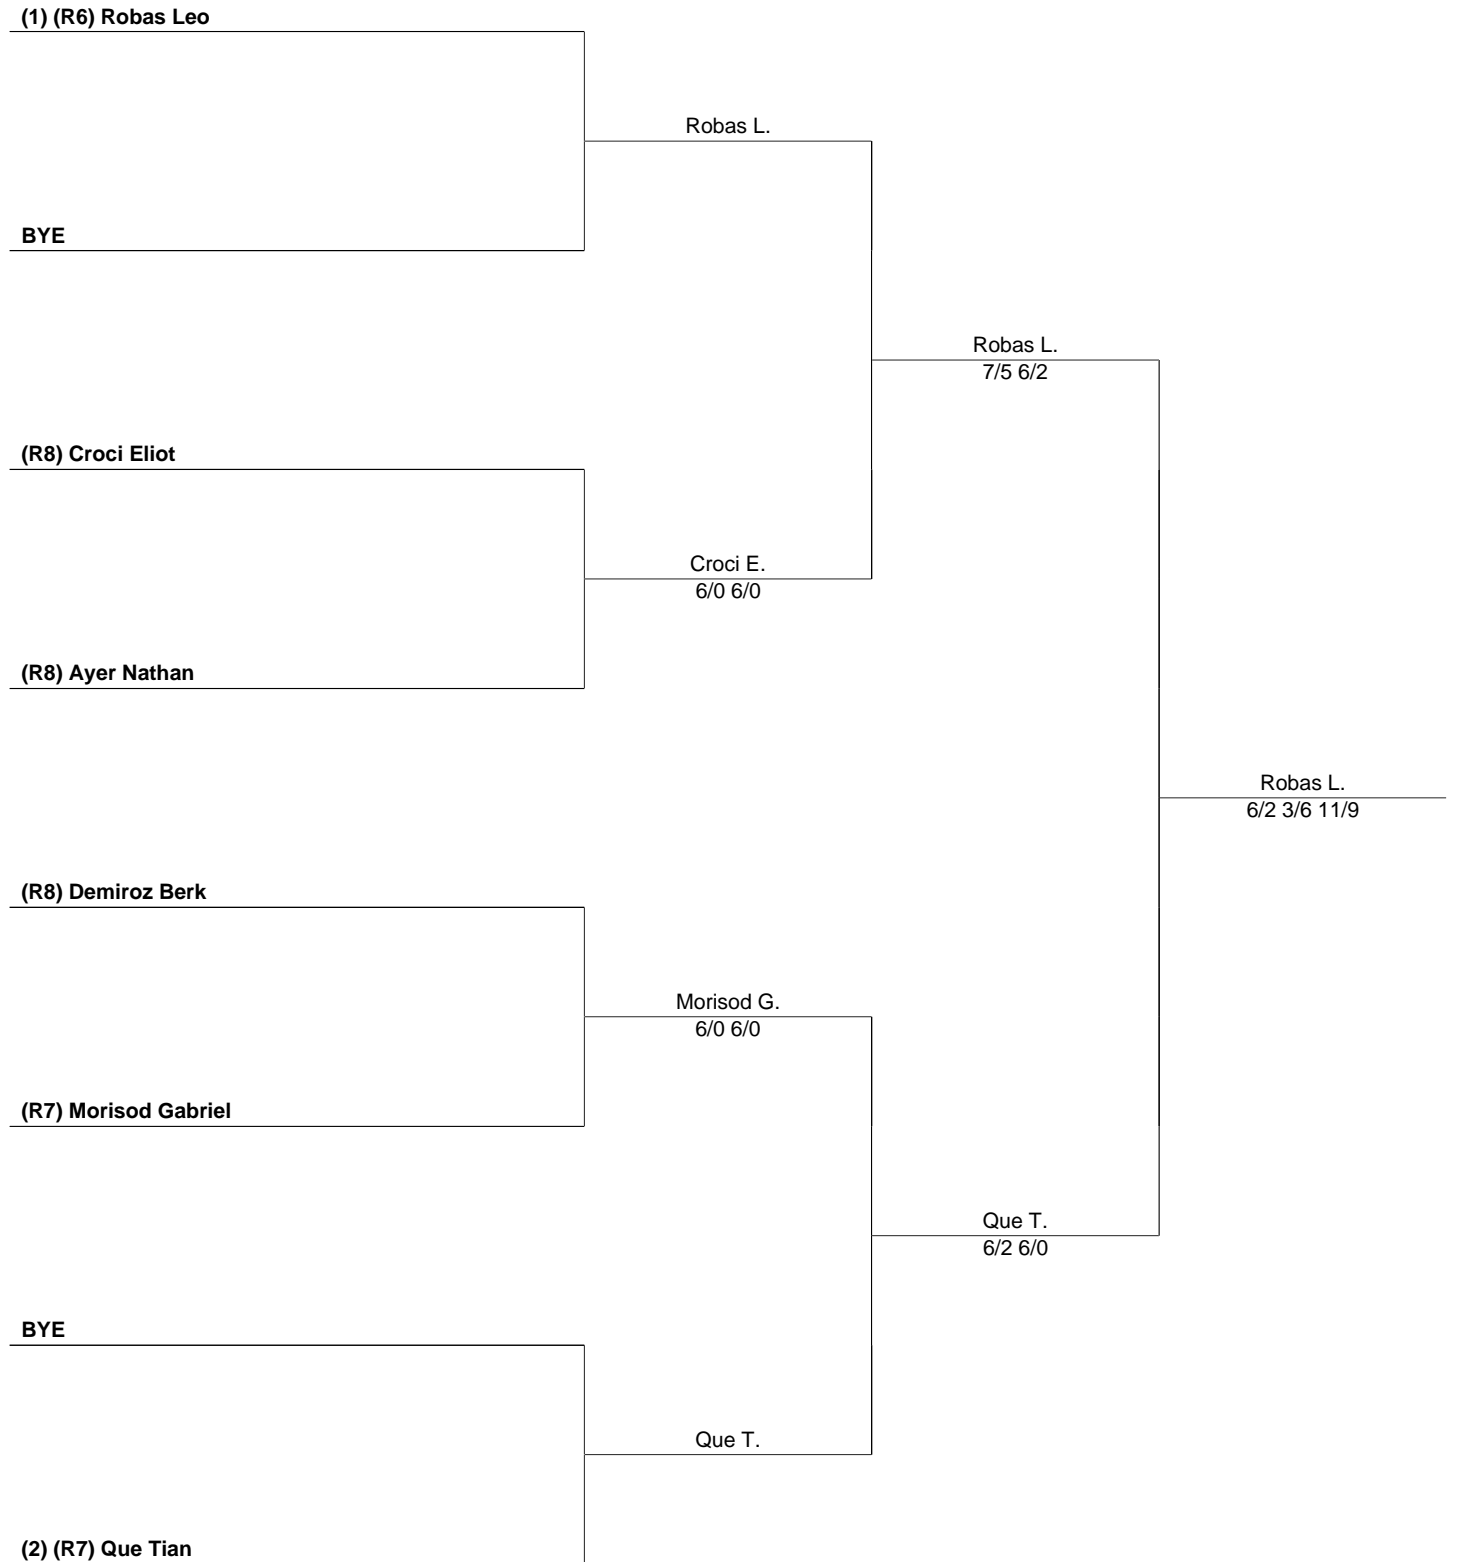 (1) (R6) Robas Leo
Robas L.
BYE
Robas L.
7/5 6/2
(R8) Croci Eliot
Croci E.
6/0 6/0
(R8) Ayer Nathan
Robas L.
6/2 3/6 11/9
(R8) Demiroz Berk
Morisod G.
6/0 6/0
(R7) Morisod Gabriel
Que T.
6/2 6/0
BYE
Que T.
(2) (R7) Que Tian